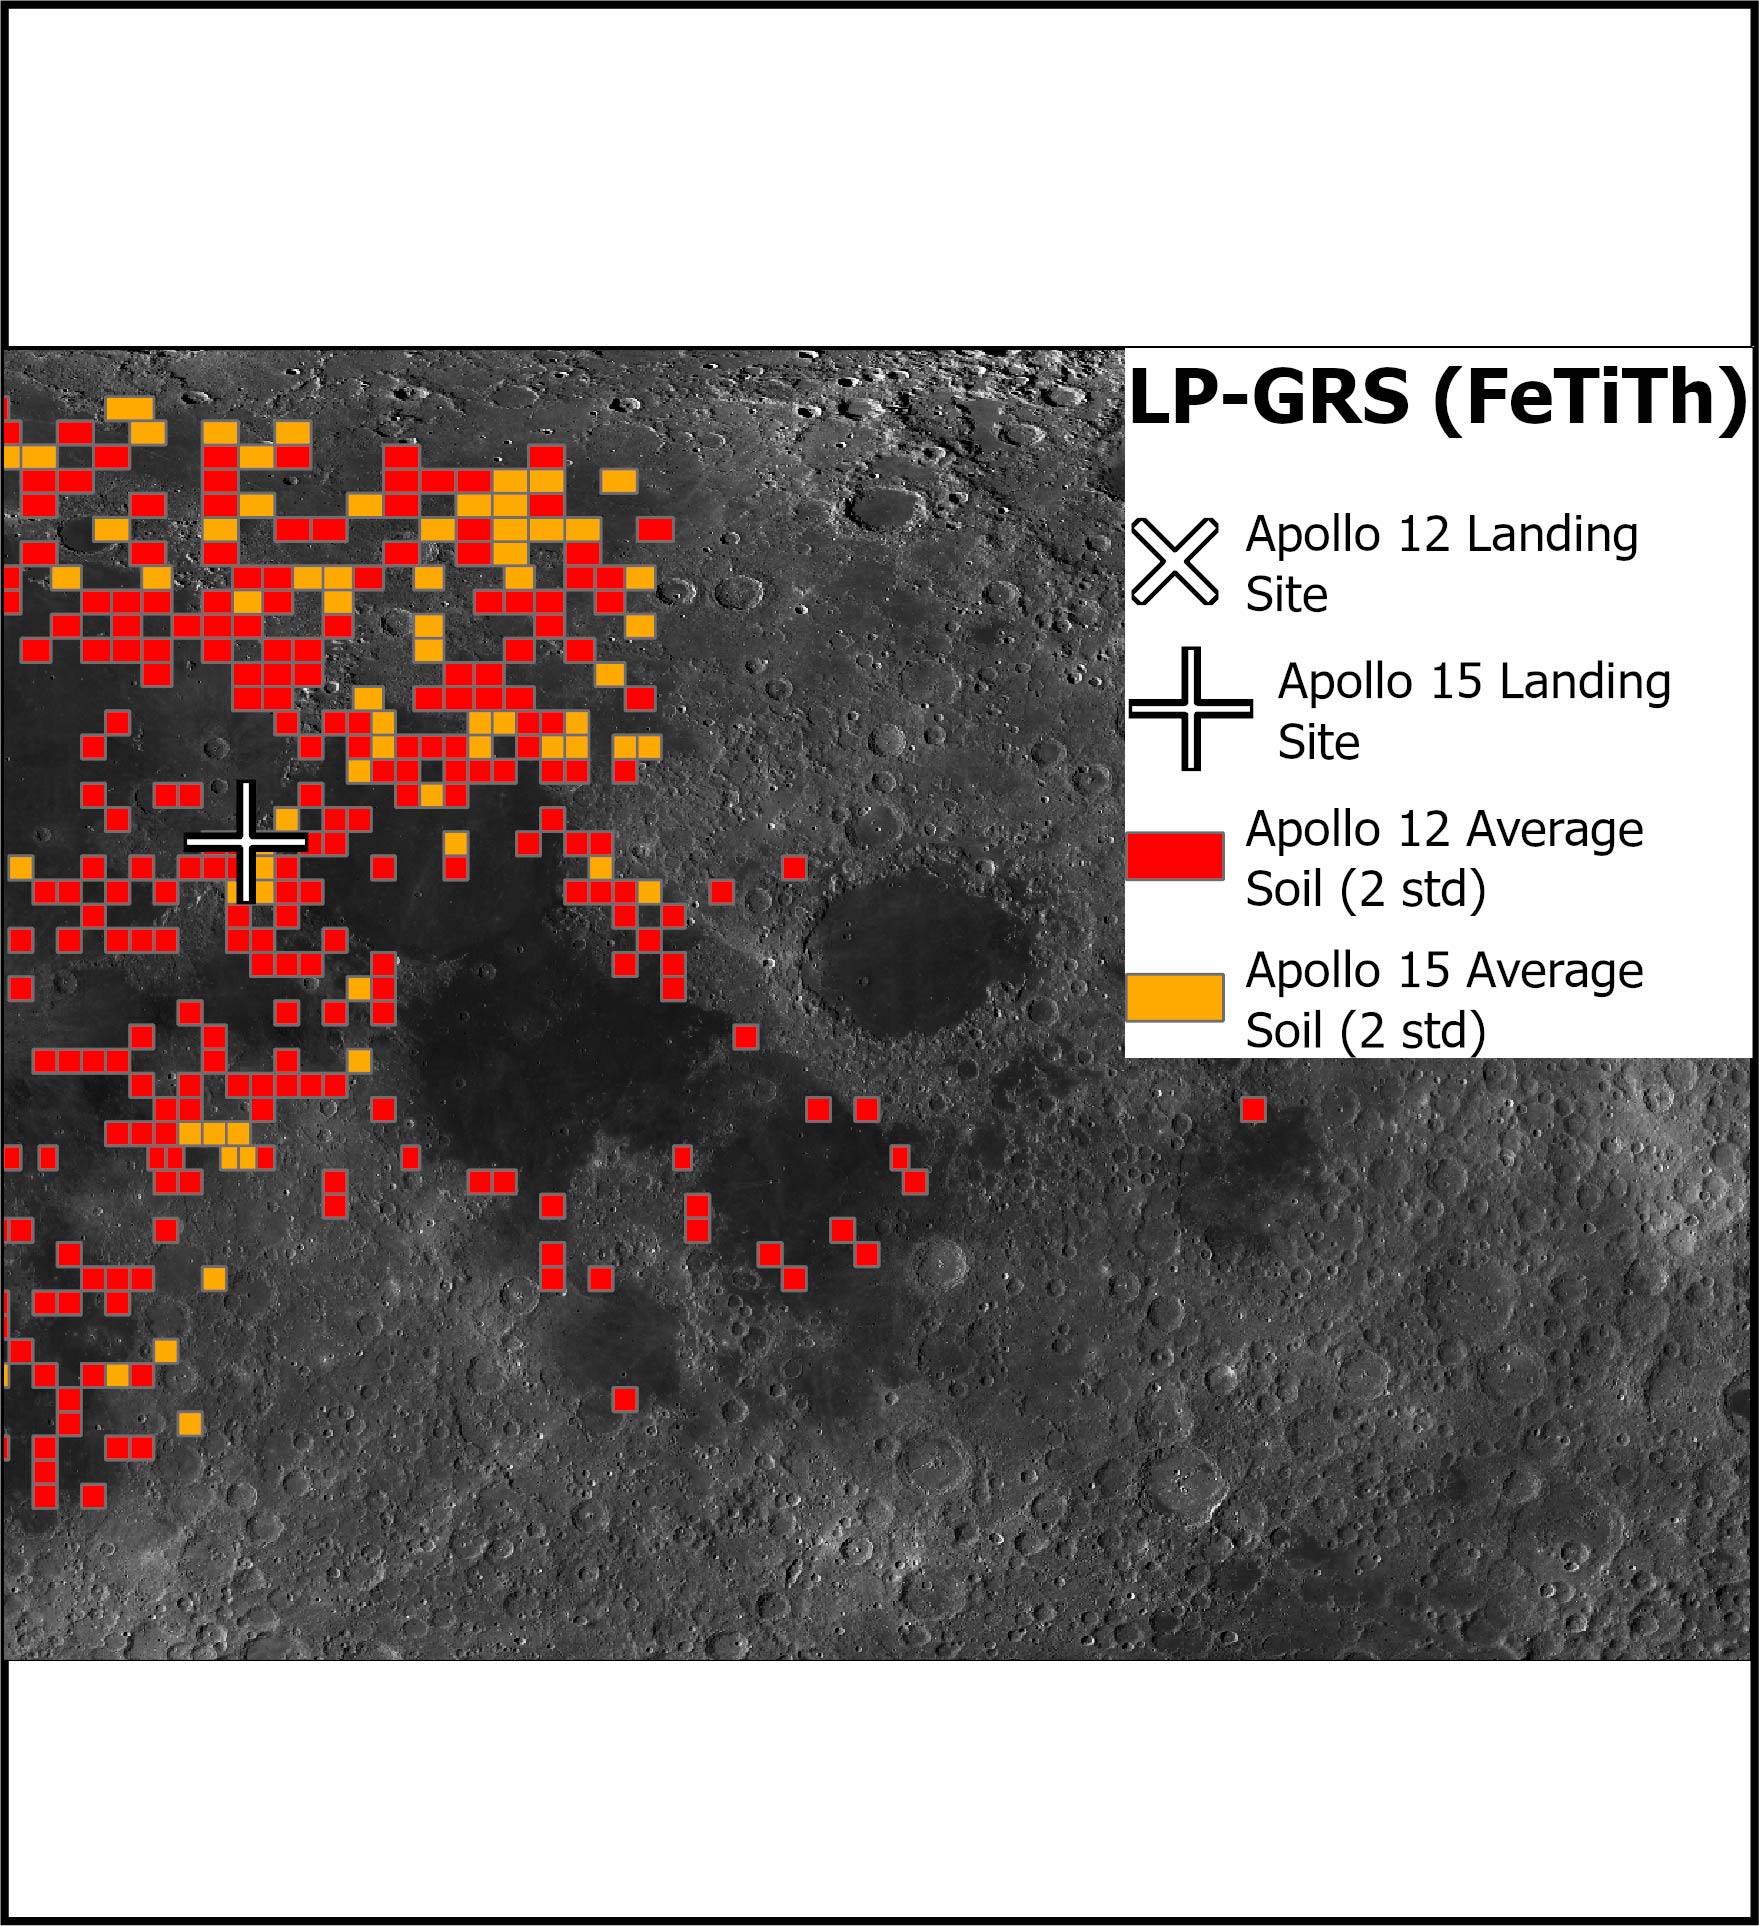 LP-GRS (FeTiTh)
Apollo 12 Landing
Site
Apollo 15 Landing
Site
Apollo 12 Average
Soil (2 std)
Apollo 15 Average
Soil (2 std)